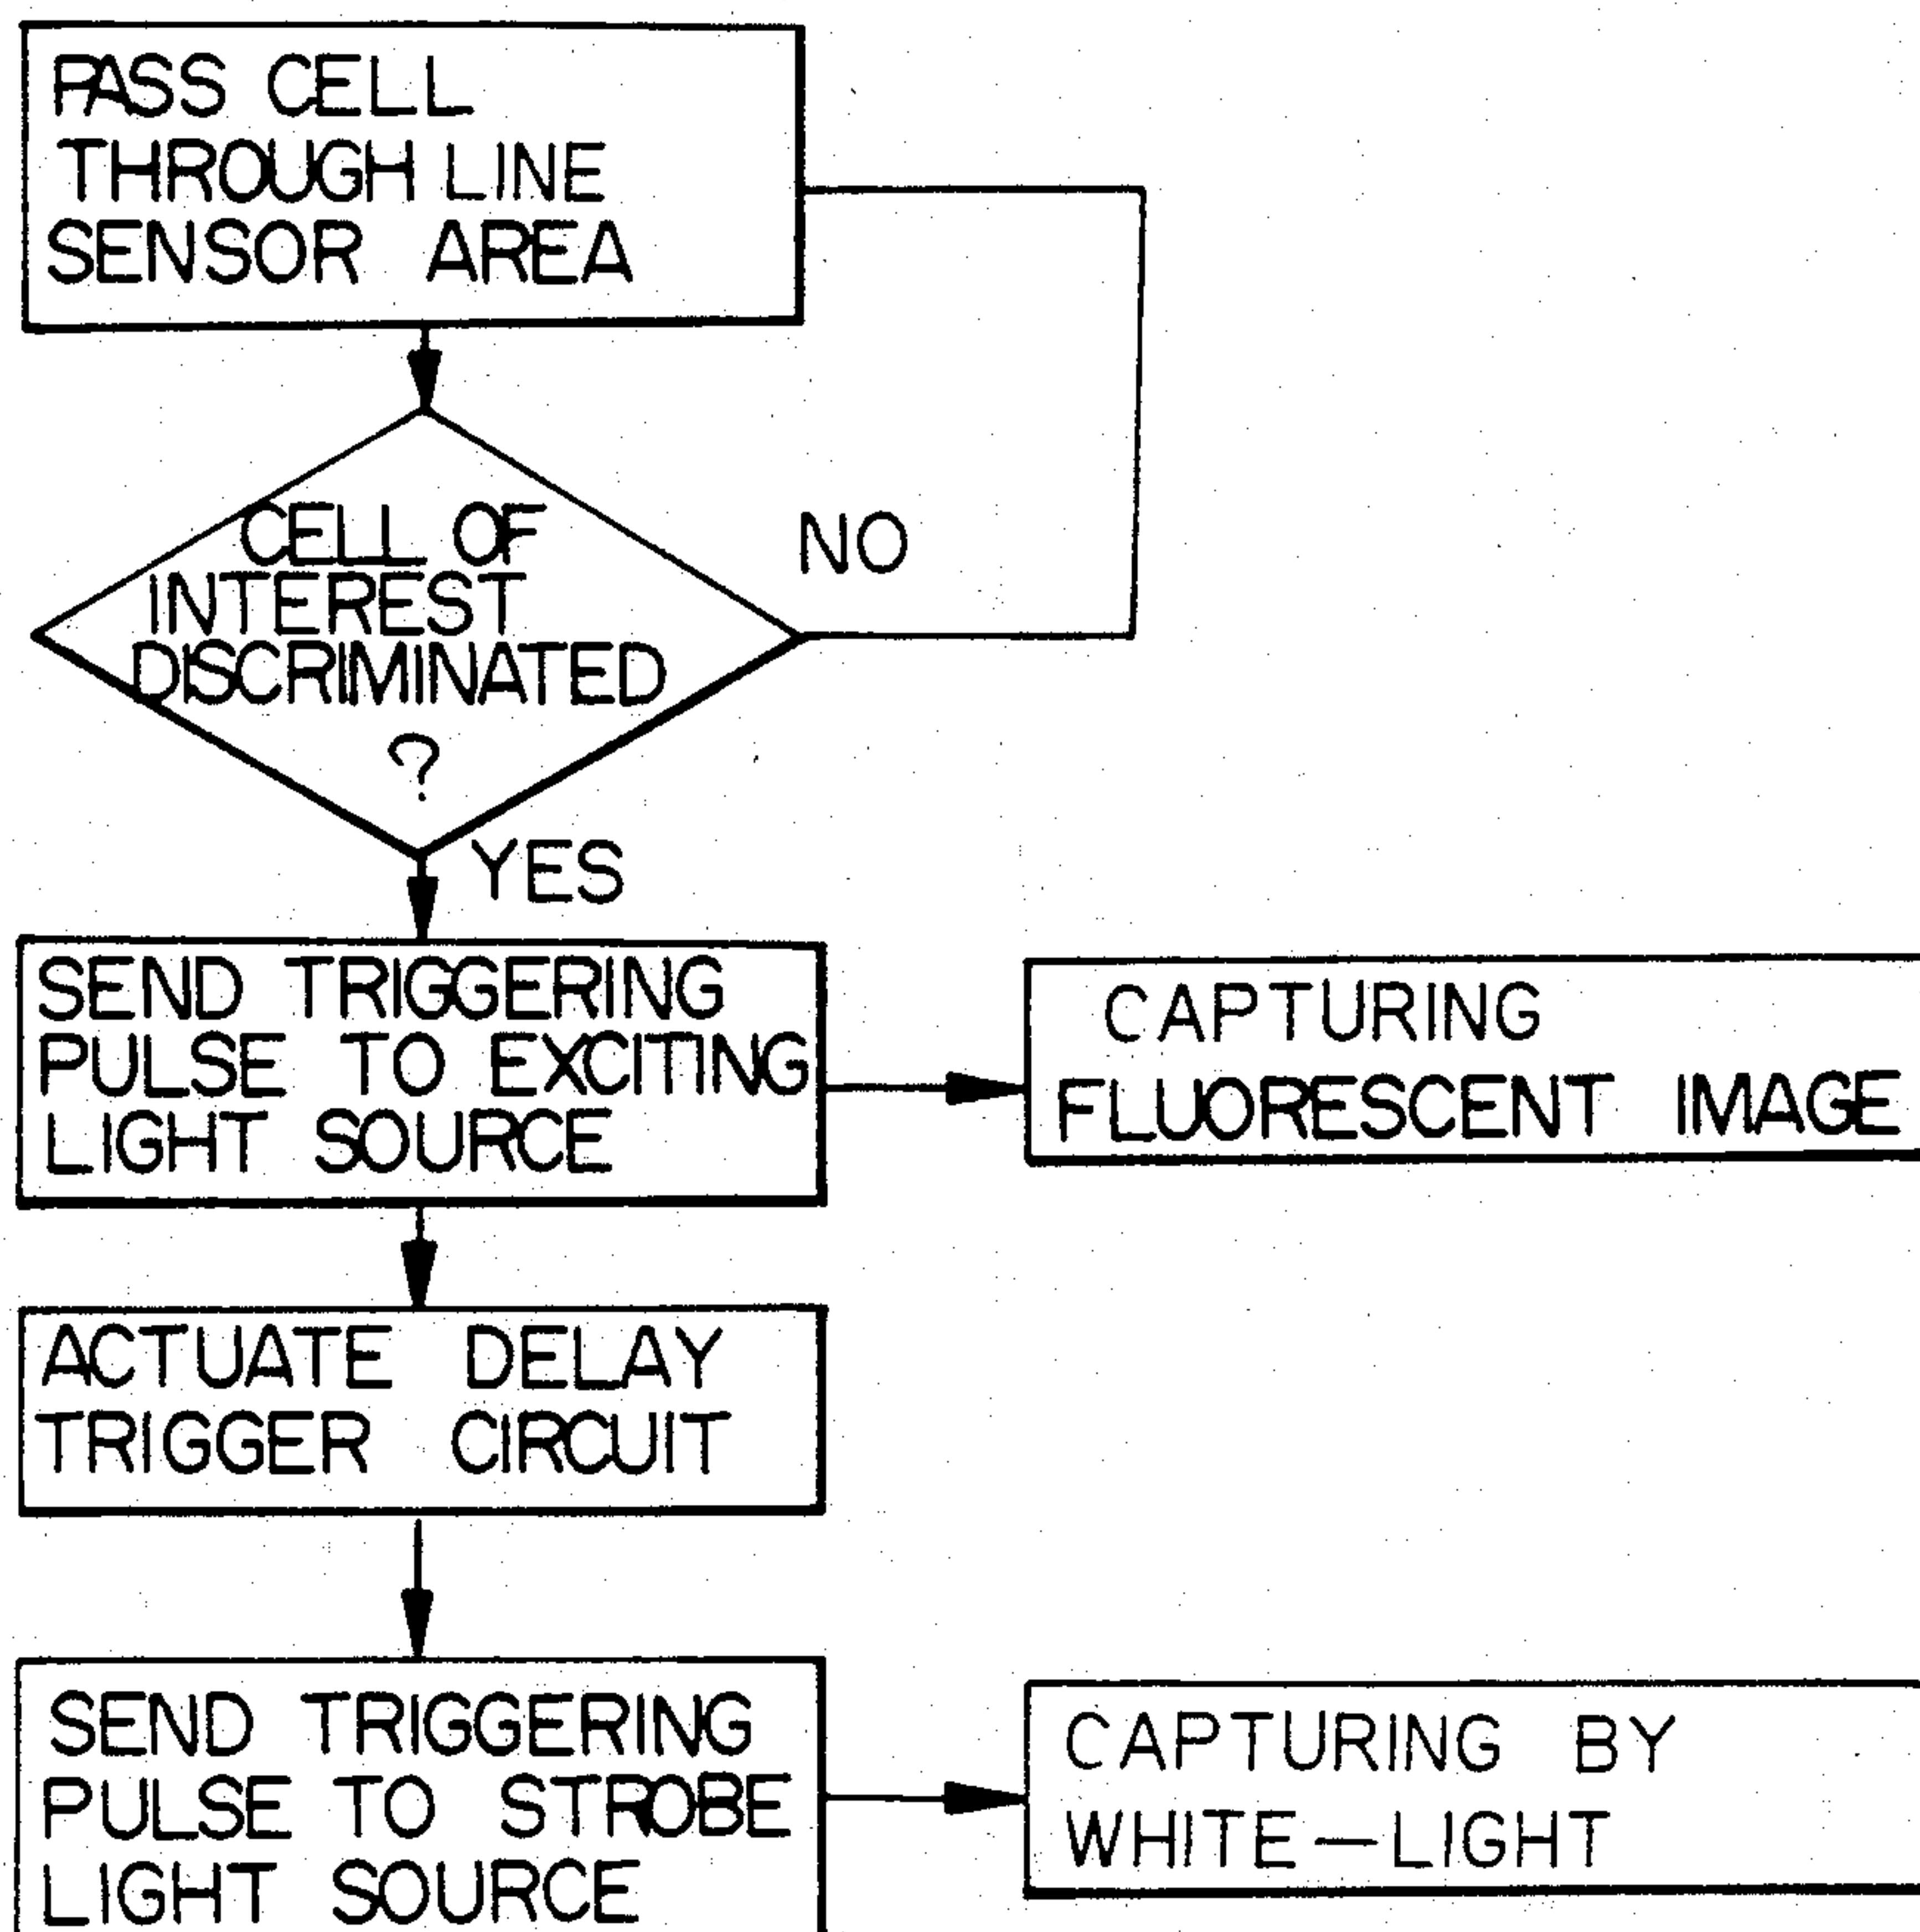 PASS CELL
THROUGH LINE
SENSOR AREA
CELL OF
INTEREST
DISCRIMINATED
?
NO
YES
SEND TRIGGERING
PULSE TO EXCITING
LIGHT SOURCE
CAPTURING
FLUORESCENT IMAGE
ACTUATE DELAY
TRIGGER CIRCUIT
SEND TRIGGERING
PULSE TO STROBE
LIGHT SOURCE
CAPTURING BY
WHITE—LIGHT